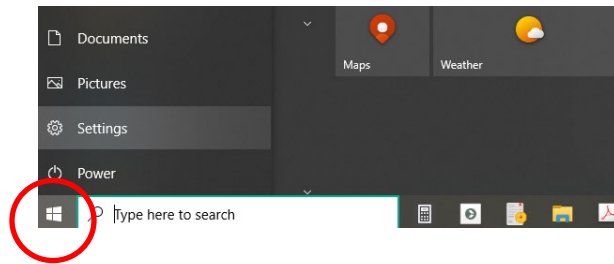 Documents
Maps
Weather
Pictures
Settings
Power
Type here to search